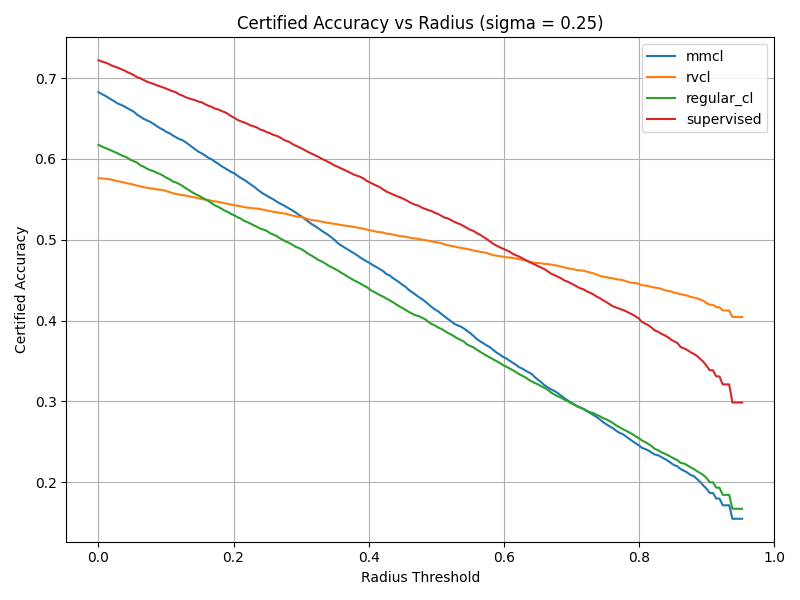 Certified Accuracy vs Radius (sigma = 0.25)
mmcl
rvcl
regular_cl
supervised
Certified Accuracy
0.7
0.6
0.5
0.4
0.3
0.2
0.0
0.2
0.4
0.6
0.8
1.0
Radius Threshold